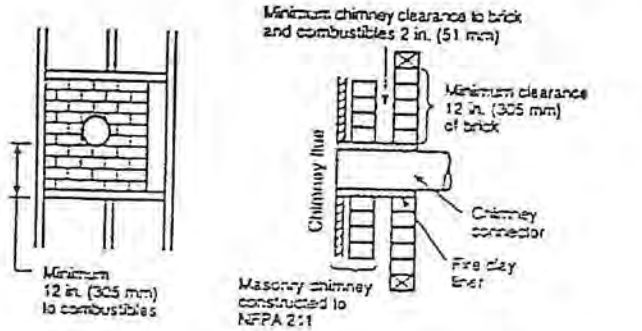 Minimum chimney clearance to brick
and combustibles 2 in. (51 mm)
Minimum clearance
12 in. (305 mm)
of brick
Chimney flue
Chimney
connector
Fire clay
liner
Masonry chimney
constructed to
NFPA 211
Minimum
12 in. (305 mm)
to combustibles